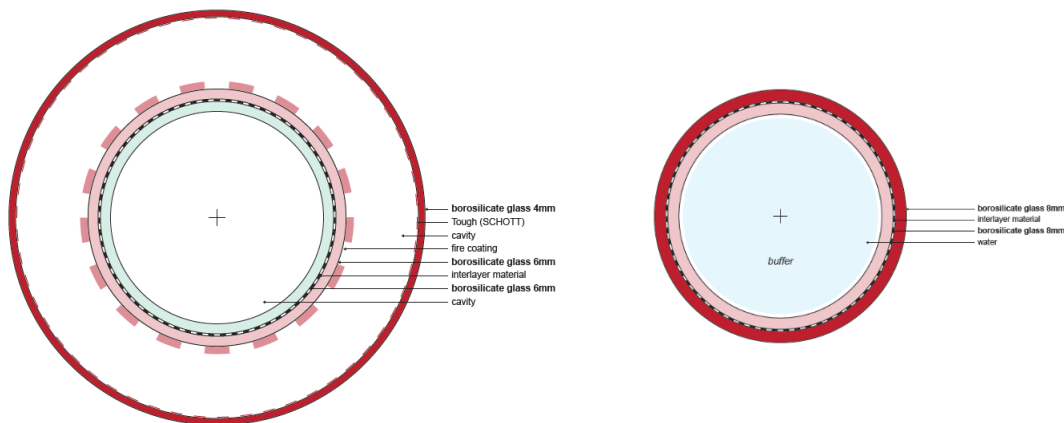 borosilicate glass 4mm
Tough (SCHOTT)
cavity
fire coating
borosilicate glass 6mm
interlayer material
borosilicate glass 6mm
cavity
borosilicate glass 8mm
interlayer material
borosilicate glass 8mm
water
buffer